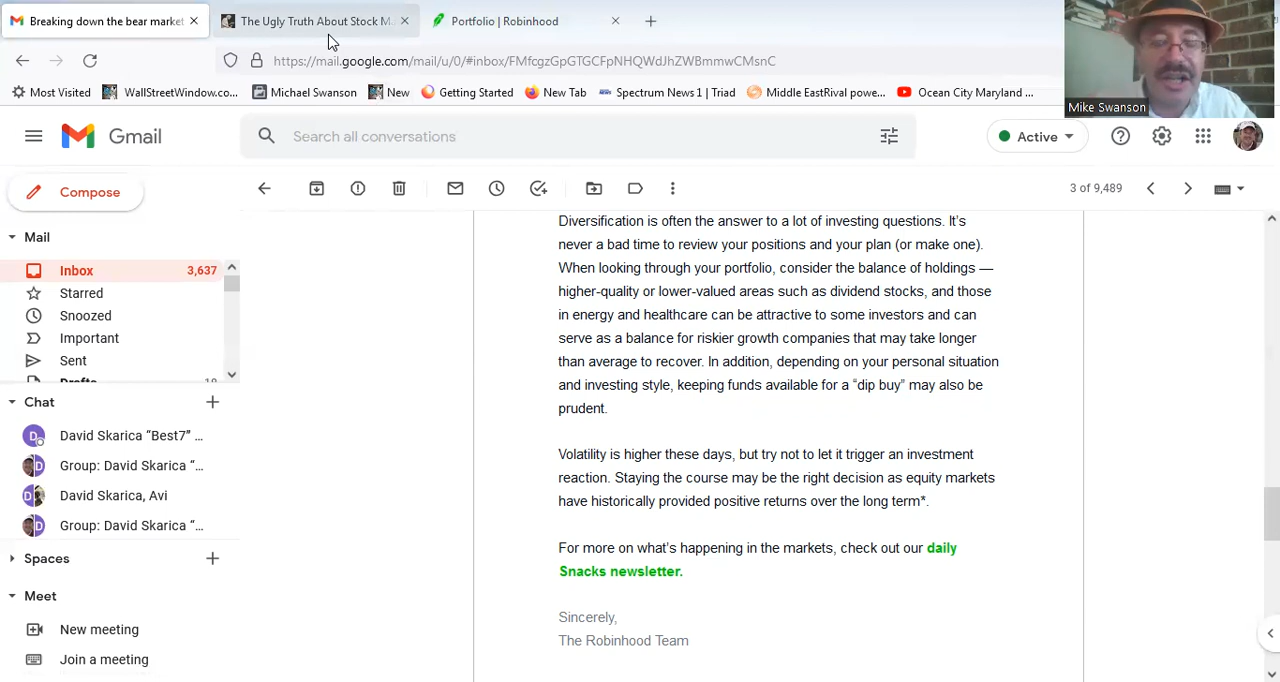 Breaking down the bear market
The Ugly Truth About Stock M
Portfolio | Robinhood
https://mail.google.com/mail/u/0/#inbox/FMfcgzGpGTGCFpNHQWdJhZWBmmwCMsnC
Most Visited
WallStreetWindow.co...
Michael Swanson
New
Getting Started
New Tab
Spectrum News 1 | Triad
Middle EastRival powe...
Ocean City Maryland ...
Mike Swanson
Gmail
Search all conversations
Active
Compose
3 of 9,489
Mail
Inbox 3,637
Starred
Snoozed
Important
Sent
Drafts 19
Chat
David Skarica “Best7” ...
Group: David Skarica “...
David Skarica, Avi
Group: David Skarica “...
Spaces
Meet
New meeting
Join a meeting
Diversification is often the answer to a lot of investing questions. It’s
never a bad time to review your positions and your plan (or make one).
When looking through your portfolio, consider the balance of holdings —
higher-quality or lower-valued areas such as dividend stocks, and those
in energy and healthcare can be attractive to some investors and can
serve as a balance for riskier growth companies that may take longer
than average to recover. In addition, depending on your personal situation
and investing style, keeping funds available for a “dip buy” may also be
prudent.
Volatility is higher these days, but try not to let it trigger an investment
reaction. Staying the course may be the right decision as equity markets
have historically provided positive returns over the long term*.
For more on what’s happening in the markets, check out our daily
Snacks newsletter.
Sincerely,
The Robinhood Team